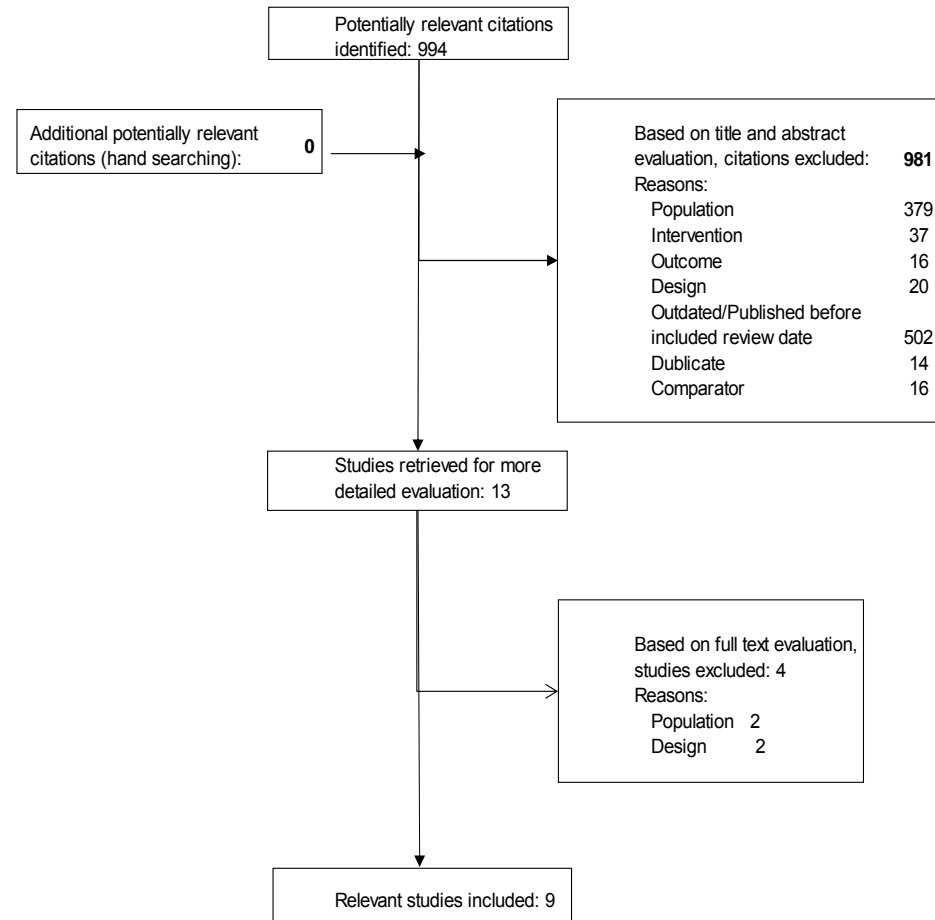 Potentially relevant citations
identified: 994
Additional potentially relevant
citations (hand searching): 0
Based on title and abstract
evaluation, citations excluded: 981
Reasons:
Population 379
Intervention 37
Outcome 16
Design 20
Outdated/Published before
included review date 502
Dublicate 14
Comparator 16
Studies retrieved for more
detailed evaluation: 13
Based on full text evaluation,
studies excluded: 4
Reasons:
Population 2
Design 2
Relevant studies included: 9